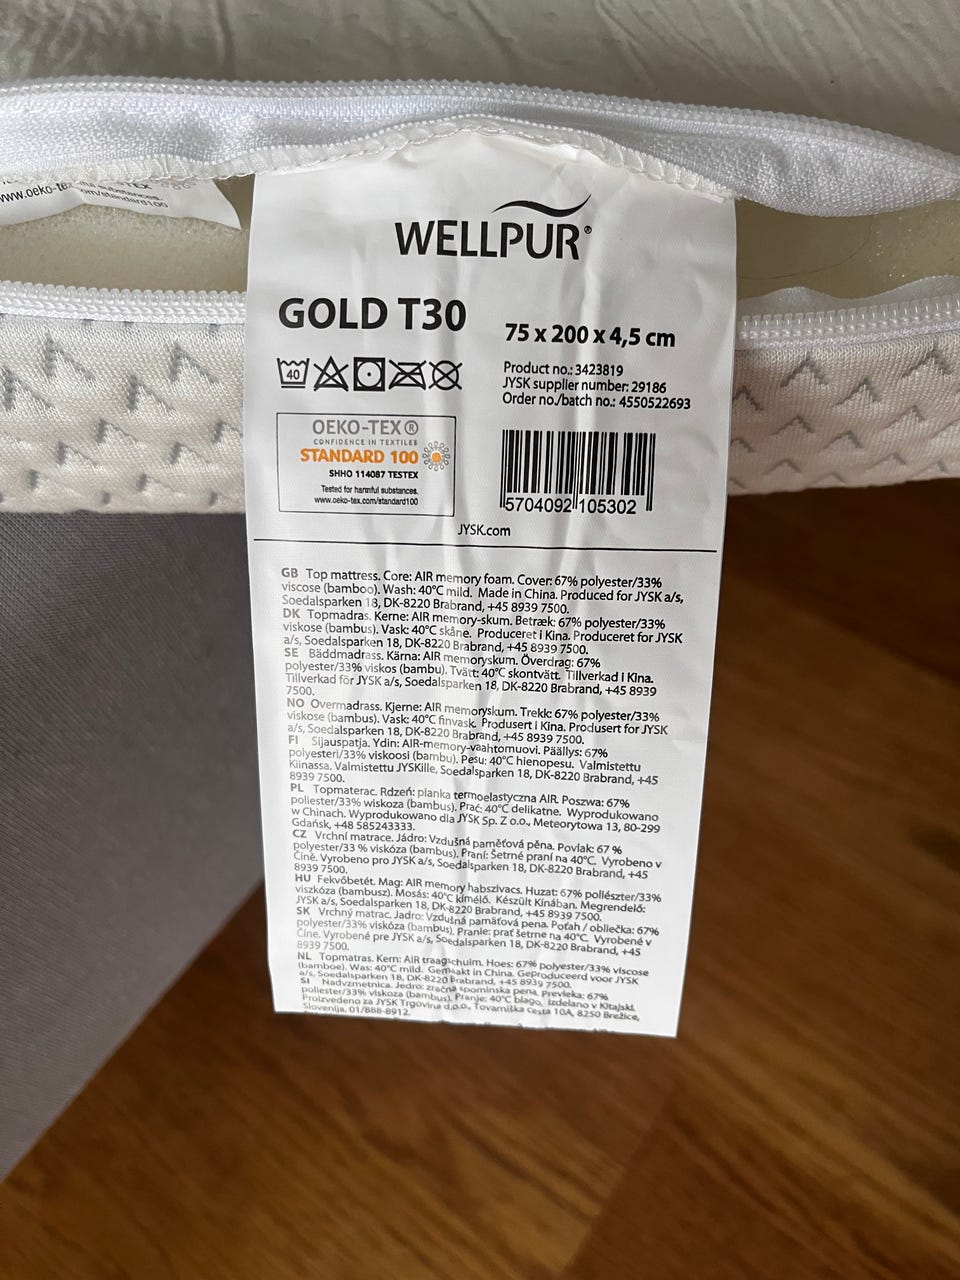 www.oeko-te
substances.
om/standard100
WELLPUR®
GOLD T30
75 x 200 x 4,5 cm
40
Product no.: 3423819
JYSK supplier number: 29186
Order no./batch no.: 4550522693
OEKO-TEX®
CONFIDENCE IN TEXTILES
STANDARD 100
SHHO 114087 TESTEX
Tested for harmful substances.
www.oeko-tex.com/standard100
5704092 105302
JYSK.com
GB Top mattress. Core: AIR memory foam. Cover: 67% polyester/33%
viscose (bamboo). Wash: 40°C mild. Made in China. Produced for JYSK a/s,
Soedalsparken 18, DK-8220 Brabrand, +45 8939 7500.
DK Topmadras. Kerne: AIR memory-skum. Betræk: 67% polyester/33%
viskose (bambus). Vask: 40°C skåne. Produceret i Kina. Produceret for JYSK
a/s, Soedalsparken 18, DK-8220 Brabrand, +45 8939 7500.
SE Bäddmadrass. Kärna: AIR memoryskum. Överdrag: 67%
polyester/33% viskos (bambu). Tvätt: 40°C skontvätt. Tillverkad i Kina.
Tillverkad för JYSK a/s, Soedalsparken 18, DK-8220 Brabrand, +45 8939
7500.
NO Overmadrass. Kjerne: AIR memoryskum. Trekk: 67% polyester/33%
viskose (bambus). Vask: 40°C finvask. Produsert i Kina. Produsert for JYSK
a/s, Soedalsparken 18, DK-8220 Brabrand, +45 8939 7500.
FI Sijauspatja. Ydin: AIR-memory-vaahtomuovi. Päällys: 67%
polyesteri/33% viskoosi (bambu). Pesu: 40°C hienopesu. Valmistettu
Kiinassa. Valmistettu JYSKille, Soedalsparken 18, DK-8220 Brabrand, +45
8939 7500.
PL Topmaterac. Rdzeń: pianka termoelastyczna AIR. Poszwa: 67%
poliester/33% wiskoza (bambus). Prać: 40°C delikatne. Wyprodukowano
w Chinach. Wyprodukowano dla JYSK Sp. Z o.o., Meteorytowa 13, 80-299
Gdańsk, +48 585243333.
CZ Vrchní matrace. Jádro: Vzdušná paměťová pěna. Povlak: 67 %
polyester/33 % viskóza (bambus). Praní: Šetrné praní na 40°C. Vyrobeno v
Číně. Vyrobeno pro JYSK a/s, Soedalsparken 18, DK-8220 Brabrand, +45
8939 7500.
HU Fekvőbetét. Mag: AIR memory habszivacs. Huzat: 67% poliészter/33%
viszkóza (bambusz). Mosás: 40°C kímélő. Készült Kínában. Megrendelő:
JYSK a/s, Soedalsparken 18, DK-8220 Brabrand, +45 8939 7500.
SK Vrchný matrac. Jadro: Vzdušná pamäťová pena. Poťah / obliečka: 67%
polyester/33% viskóza (bambus). Pranie: prať šetrne na 40°C. Vyrobené v
Číne. Vyrobené pre JYSK a/s, Soedalsparken 18, DK-8220 Brabrand, +45
8939 7500.
NL Topmatras. Kern: AIR traagschuim. Hoes: 67% polyester/33% viscose
(bamboe). Was: 40°C mild. Gemaakt in China. Geproduceerd voor JYSK
a/s, Soedalsparken 18, DK-8220 Brabrand, +45 8939 7500.
SI Nadvzmetnica. Jedro: zračna spominska pena. Prevleka: 67%
poliester/33% viskoza (bambus). Pranje: 40°C blago. Izdelano v Kitajski.
Proizvedeno za JYSK Trgovina d.o.o., Tovarniška cesta 10A, 8250 Brežice,
Slovenija, 01/888-8912.